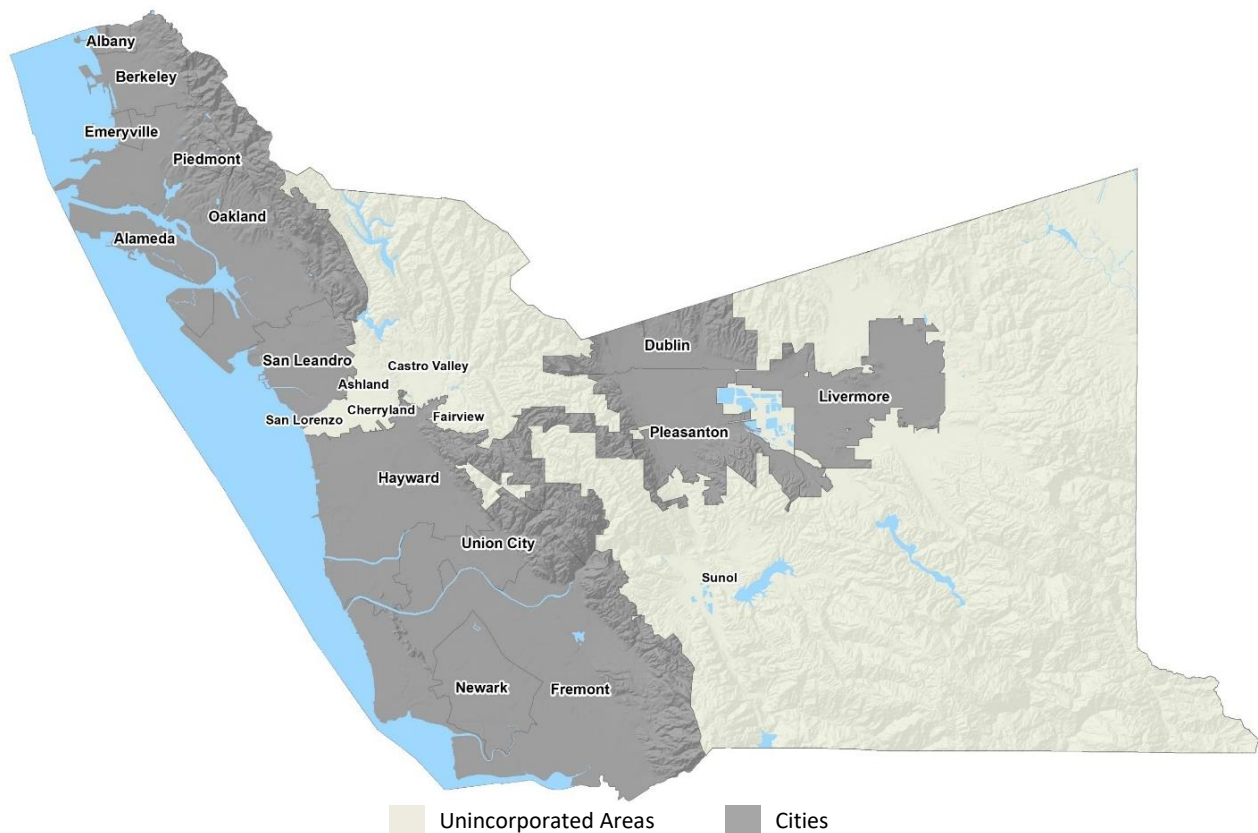 Albany
Berkeley
Emeryville
Piedmont
Oakland
Alameda
San Leandro
Dublin
Castro Valley
Ashland
Livermore
Cherryland
San Lorenzo
Fairview
Pleasanton
Hayward
Union City
Sunol
Newark
Fremont
Unincorporated Areas
Cities